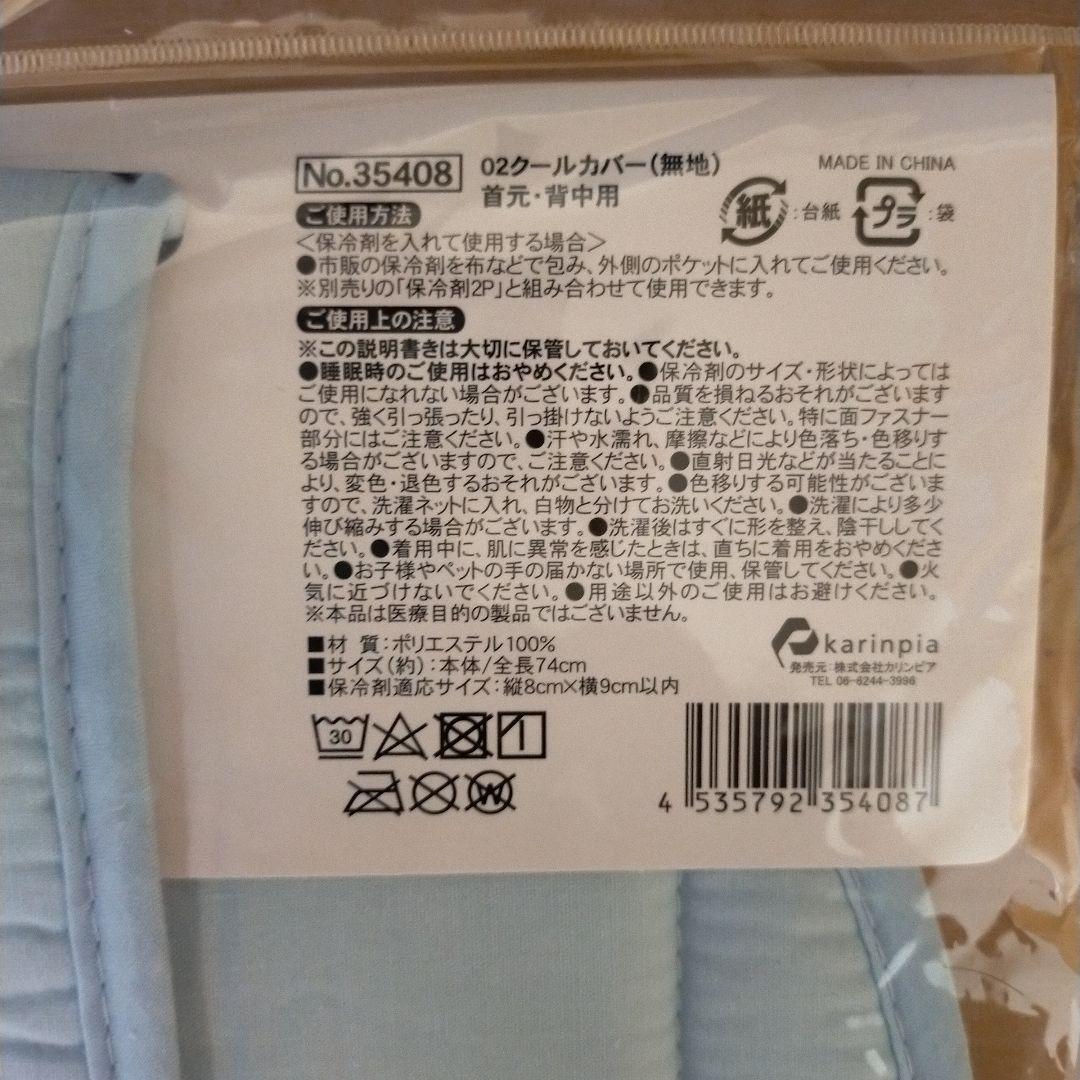 No.35408
02クールカバー(無地)
首元・背中用
MADE IN CHINA
紙
:台紙
プラ
:袋
ご使用方法
<保冷剤を入れて使用する場合>
●市販の保冷剤を布などで包み、外側のポケットに入れてご使用ください。
※別売りの「保冷剤2P」と組み合わせて使用できます。
ご使用上の注意
※この説明書きは大切に保管しておいてください。
●睡眠時のご使用はおやめください。●保冷剤のサイズ・形状によっては
ご使用になれない場合がございます。●品質を損ねるおそれがございます
ので、強く引っ張ったり、引っ掛けないようご注意ください。特に面ファスナー
部分にはご注意ください。●汗や水濡れ、摩擦などにより色落ち・色移りす
る場合がございますので、ご注意ください。●直射日光などが当たることに
より、変色・退色するおそれがございます。●色移りする可能性がございま
すので、洗濯ネットに入れ、白物と分けてお洗いください。●洗濯により多少
伸び縮みする場合がございます。●洗濯後はすぐに形を整え、陰干ししてく
ださい。●着用中に、肌に異常を感じたときは、直ちに着用をおやめくださ
い。●お子様やペットの手の届かない場所で使用、保管してください。●火
気に近づけないでください。●用途以外のご使用はお避けください。
※本品は医療目的の製品ではございません。
■材 質:ポリエステル100%
■サイズ(約):本体/全長74cm
■保冷剤適応サイズ:縦8cm×横9cm以内
karinpia
発売元:株式会社カリンピア
TEL 06-6244-3996
30
W
4 535792 354087